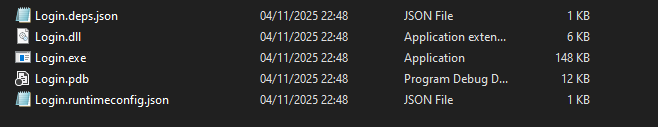 Login.deps.json 04/11/2025 22:48 JSON File 1 KB
Login.dll 04/11/2025 22:48 Application exten... 6 KB
Login.exe 04/11/2025 22:48 Application 148 KB
Login.pdb 04/11/2025 22:48 Program Debug D... 12 KB
Login.runtimeconfig.json 04/11/2025 22:48 JSON File 1 KB